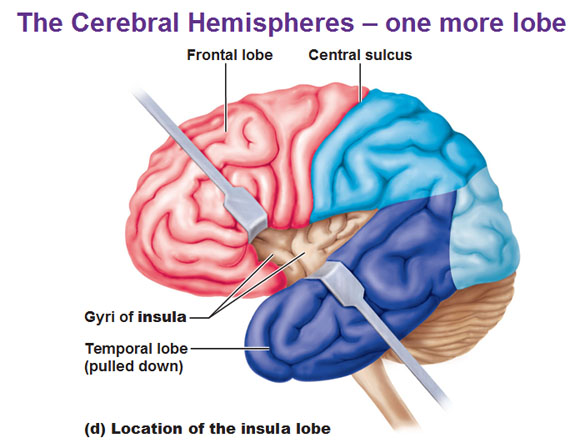 The Cerebral Hemispheres – one more lobe
Frontal lobe
Central sulcus
Gyri of insula
Temporal lobe
(pulled down)
(d) Location of the insula lobe